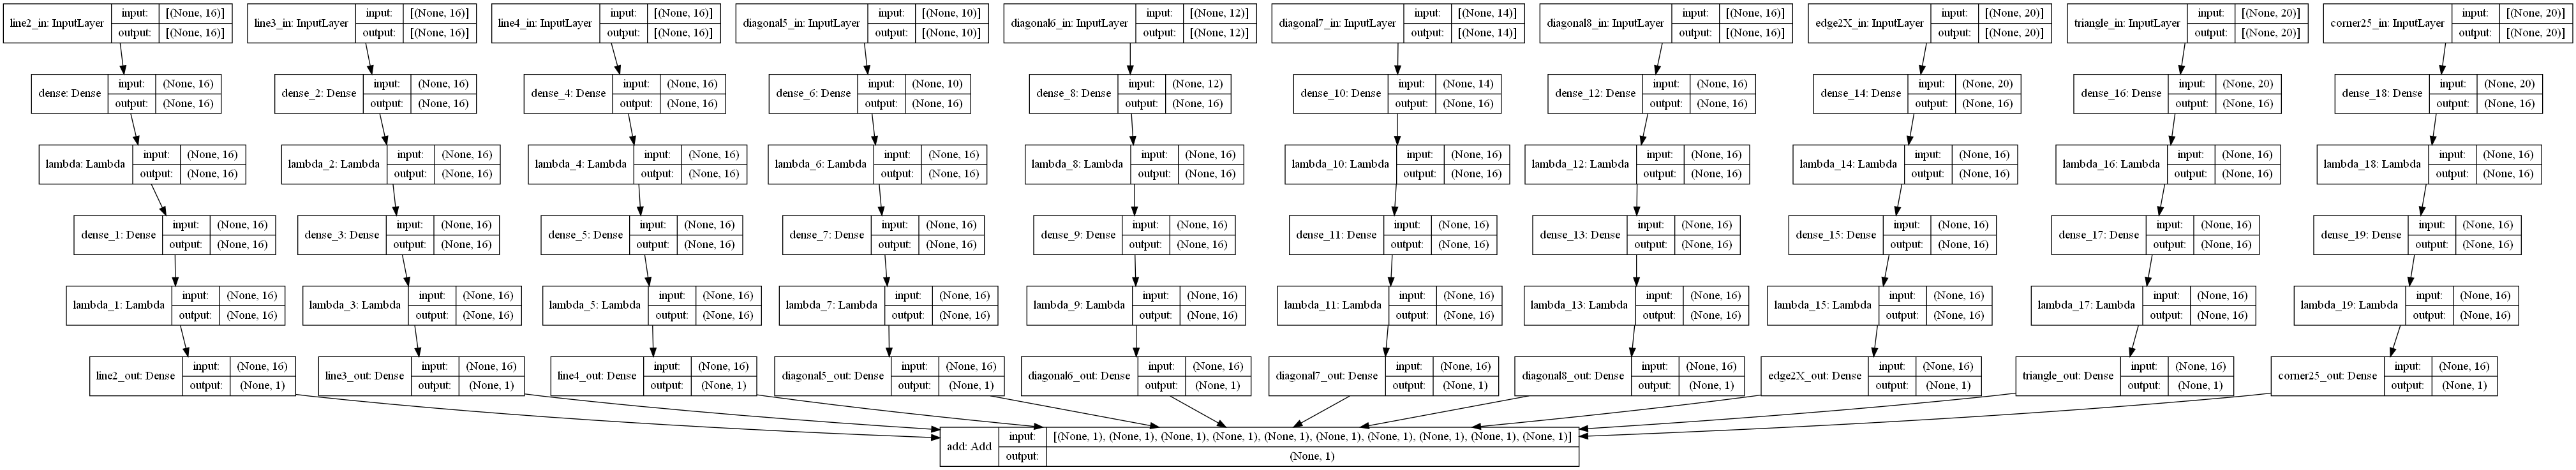 line2_in: InputLayer input: [(None, 16)] output: [(None, 16)]
line3_in: InputLayer input: [(None, 16)] output: [(None, 16)]
line4_in: InputLayer input: [(None, 16)] output: [(None, 16)]
diagonal5_in: InputLayer input: [(None, 10)] output: [(None, 10)]
diagonal6_in: InputLayer input: [(None, 12)] output: [(None, 12)]
diagonal7_in: InputLayer input: [(None, 14)] output: [(None, 14)]
diagonal8_in: InputLayer input: [(None, 16)] output: [(None, 16)]
edge2X_in: InputLayer input: [(None, 20)] output: [(None, 20)]
triangle_in: InputLayer input: [(None, 20)] output: [(None, 20)]
corner25_in: InputLayer input: [(None, 20)] output: [(None, 20)]
dense: Dense input: (None, 16) output: (None, 16)
dense_2: Dense input: (None, 16) output: (None, 16)
dense_4: Dense input: (None, 16) output: (None, 16)
dense_6: Dense input: (None, 10) output: (None, 16)
dense_8: Dense input: (None, 12) output: (None, 16)
dense_10: Dense input: (None, 14) output: (None, 16)
dense_12: Dense input: (None, 16) output: (None, 16)
dense_14: Dense input: (None, 20) output: (None, 16)
dense_16: Dense input: (None, 20) output: (None, 16)
dense_18: Dense input: (None, 20) output: (None, 16)
lambda: Lambda input: (None, 16) output: (None, 16)
lambda_2: Lambda input: (None, 16) output: (None, 16)
lambda_4: Lambda input: (None, 16) output: (None, 16)
lambda_6: Lambda input: (None, 16) output: (None, 16)
lambda_8: Lambda input: (None, 16) output: (None, 16)
lambda_10: Lambda input: (None, 16) output: (None, 16)
lambda_12: Lambda input: (None, 16) output: (None, 16)
lambda_14: Lambda input: (None, 16) output: (None, 16)
lambda_16: Lambda input: (None, 16) output: (None, 16)
lambda_18: Lambda input: (None, 16) output: (None, 16)
dense_1: Dense input: (None, 16) output: (None, 16)
dense_3: Dense input: (None, 16) output: (None, 16)
dense_5: Dense input: (None, 16) output: (None, 16)
dense_7: Dense input: (None, 16) output: (None, 16)
dense_9: Dense input: (None, 16) output: (None, 16)
dense_11: Dense input: (None, 16) output: (None, 16)
dense_13: Dense input: (None, 16) output: (None, 16)
dense_15: Dense input: (None, 16) output: (None, 16)
dense_17: Dense input: (None, 16) output: (None, 16)
dense_19: Dense input: (None, 16) output: (None, 16)
lambda_1: Lambda input: (None, 16) output: (None, 16)
lambda_3: Lambda input: (None, 16) output: (None, 16)
lambda_5: Lambda input: (None, 16) output: (None, 16)
lambda_7: Lambda input: (None, 16) output: (None, 16)
lambda_9: Lambda input: (None, 16) output: (None, 16)
lambda_11: Lambda input: (None, 16) output: (None, 16)
lambda_13: Lambda input: (None, 16) output: (None, 16)
lambda_15: Lambda input: (None, 16) output: (None, 16)
lambda_17: Lambda input: (None, 16) output: (None, 16)
lambda_19: Lambda input: (None, 16) output: (None, 16)
line2_out: Dense input: (None, 16) output: (None, 1)
line3_out: Dense input: (None, 16) output: (None, 1)
line4_out: Dense input: (None, 16) output: (None, 1)
diagonal5_out: Dense input: (None, 16) output: (None, 1)
diagonal6_out: Dense input: (None, 16) output: (None, 1)
diagonal7_out: Dense input: (None, 16) output: (None, 1)
diagonal8_out: Dense input: (None, 16) output: (None, 1)
edge2X_out: Dense input: (None, 16) output: (None, 1)
triangle_out: Dense input: (None, 16) output: (None, 1)
corner25_out: Dense input: (None, 16) output: (None, 1)
add: Add input: [(None, 1), (None, 1), (None, 1), (None, 1), (None, 1), (None, 1), (None, 1), (None, 1), (None, 1), (None, 1)] output: (None, 1)